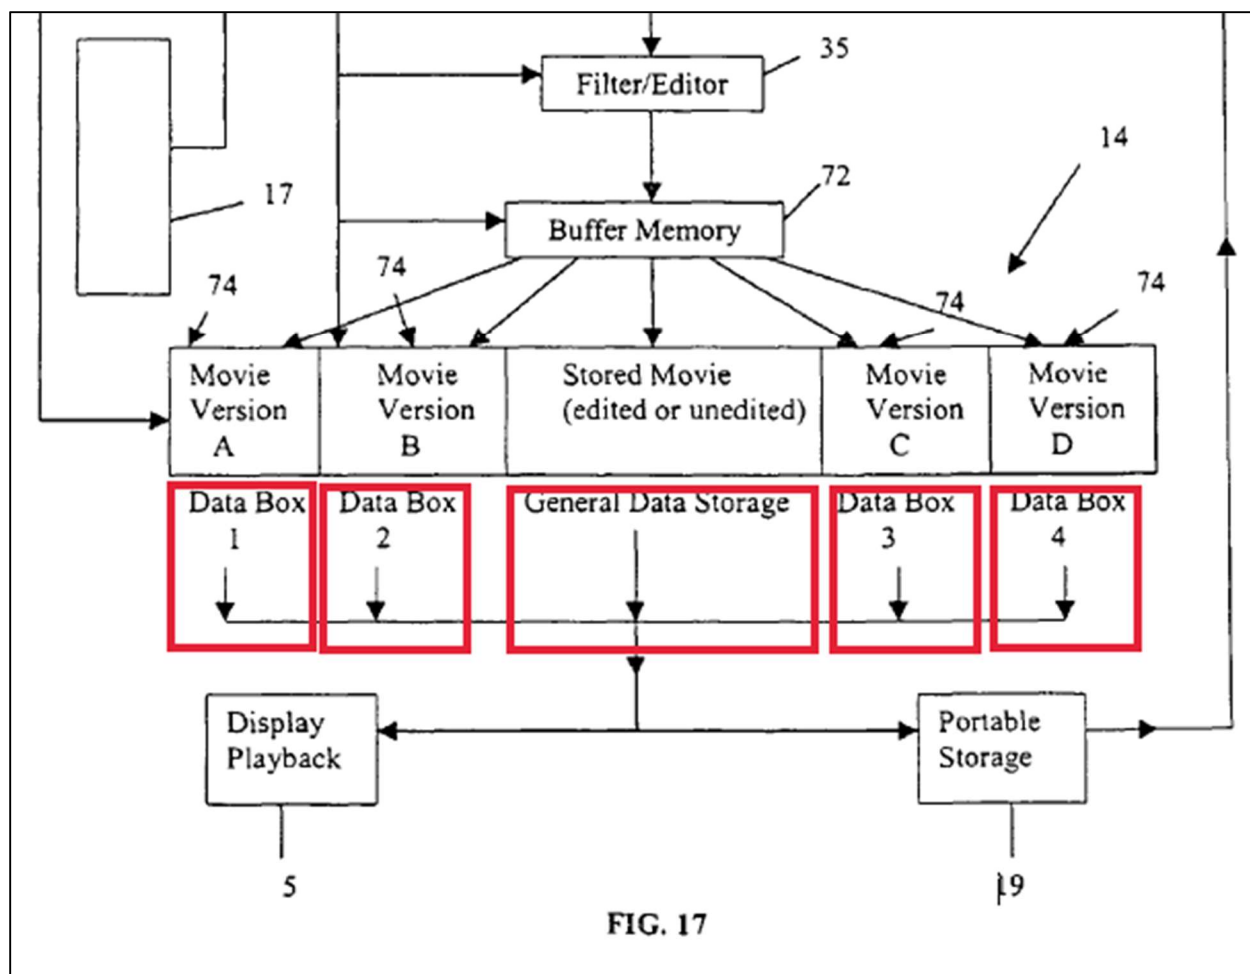 35
Filter/Editor
14
17
72
Buffer Memory
74
74
74
74
Movie
Version
A
Movie
Version
B
Stored Movie
(edited or unedited)
Movie
Version
C
Movie
Version
D
Data Box
1
Data Box
2
General Data Storage
Data Box
3
Data Box
4
Display
Playback
Portable
Storage
5
19
FIG. 17